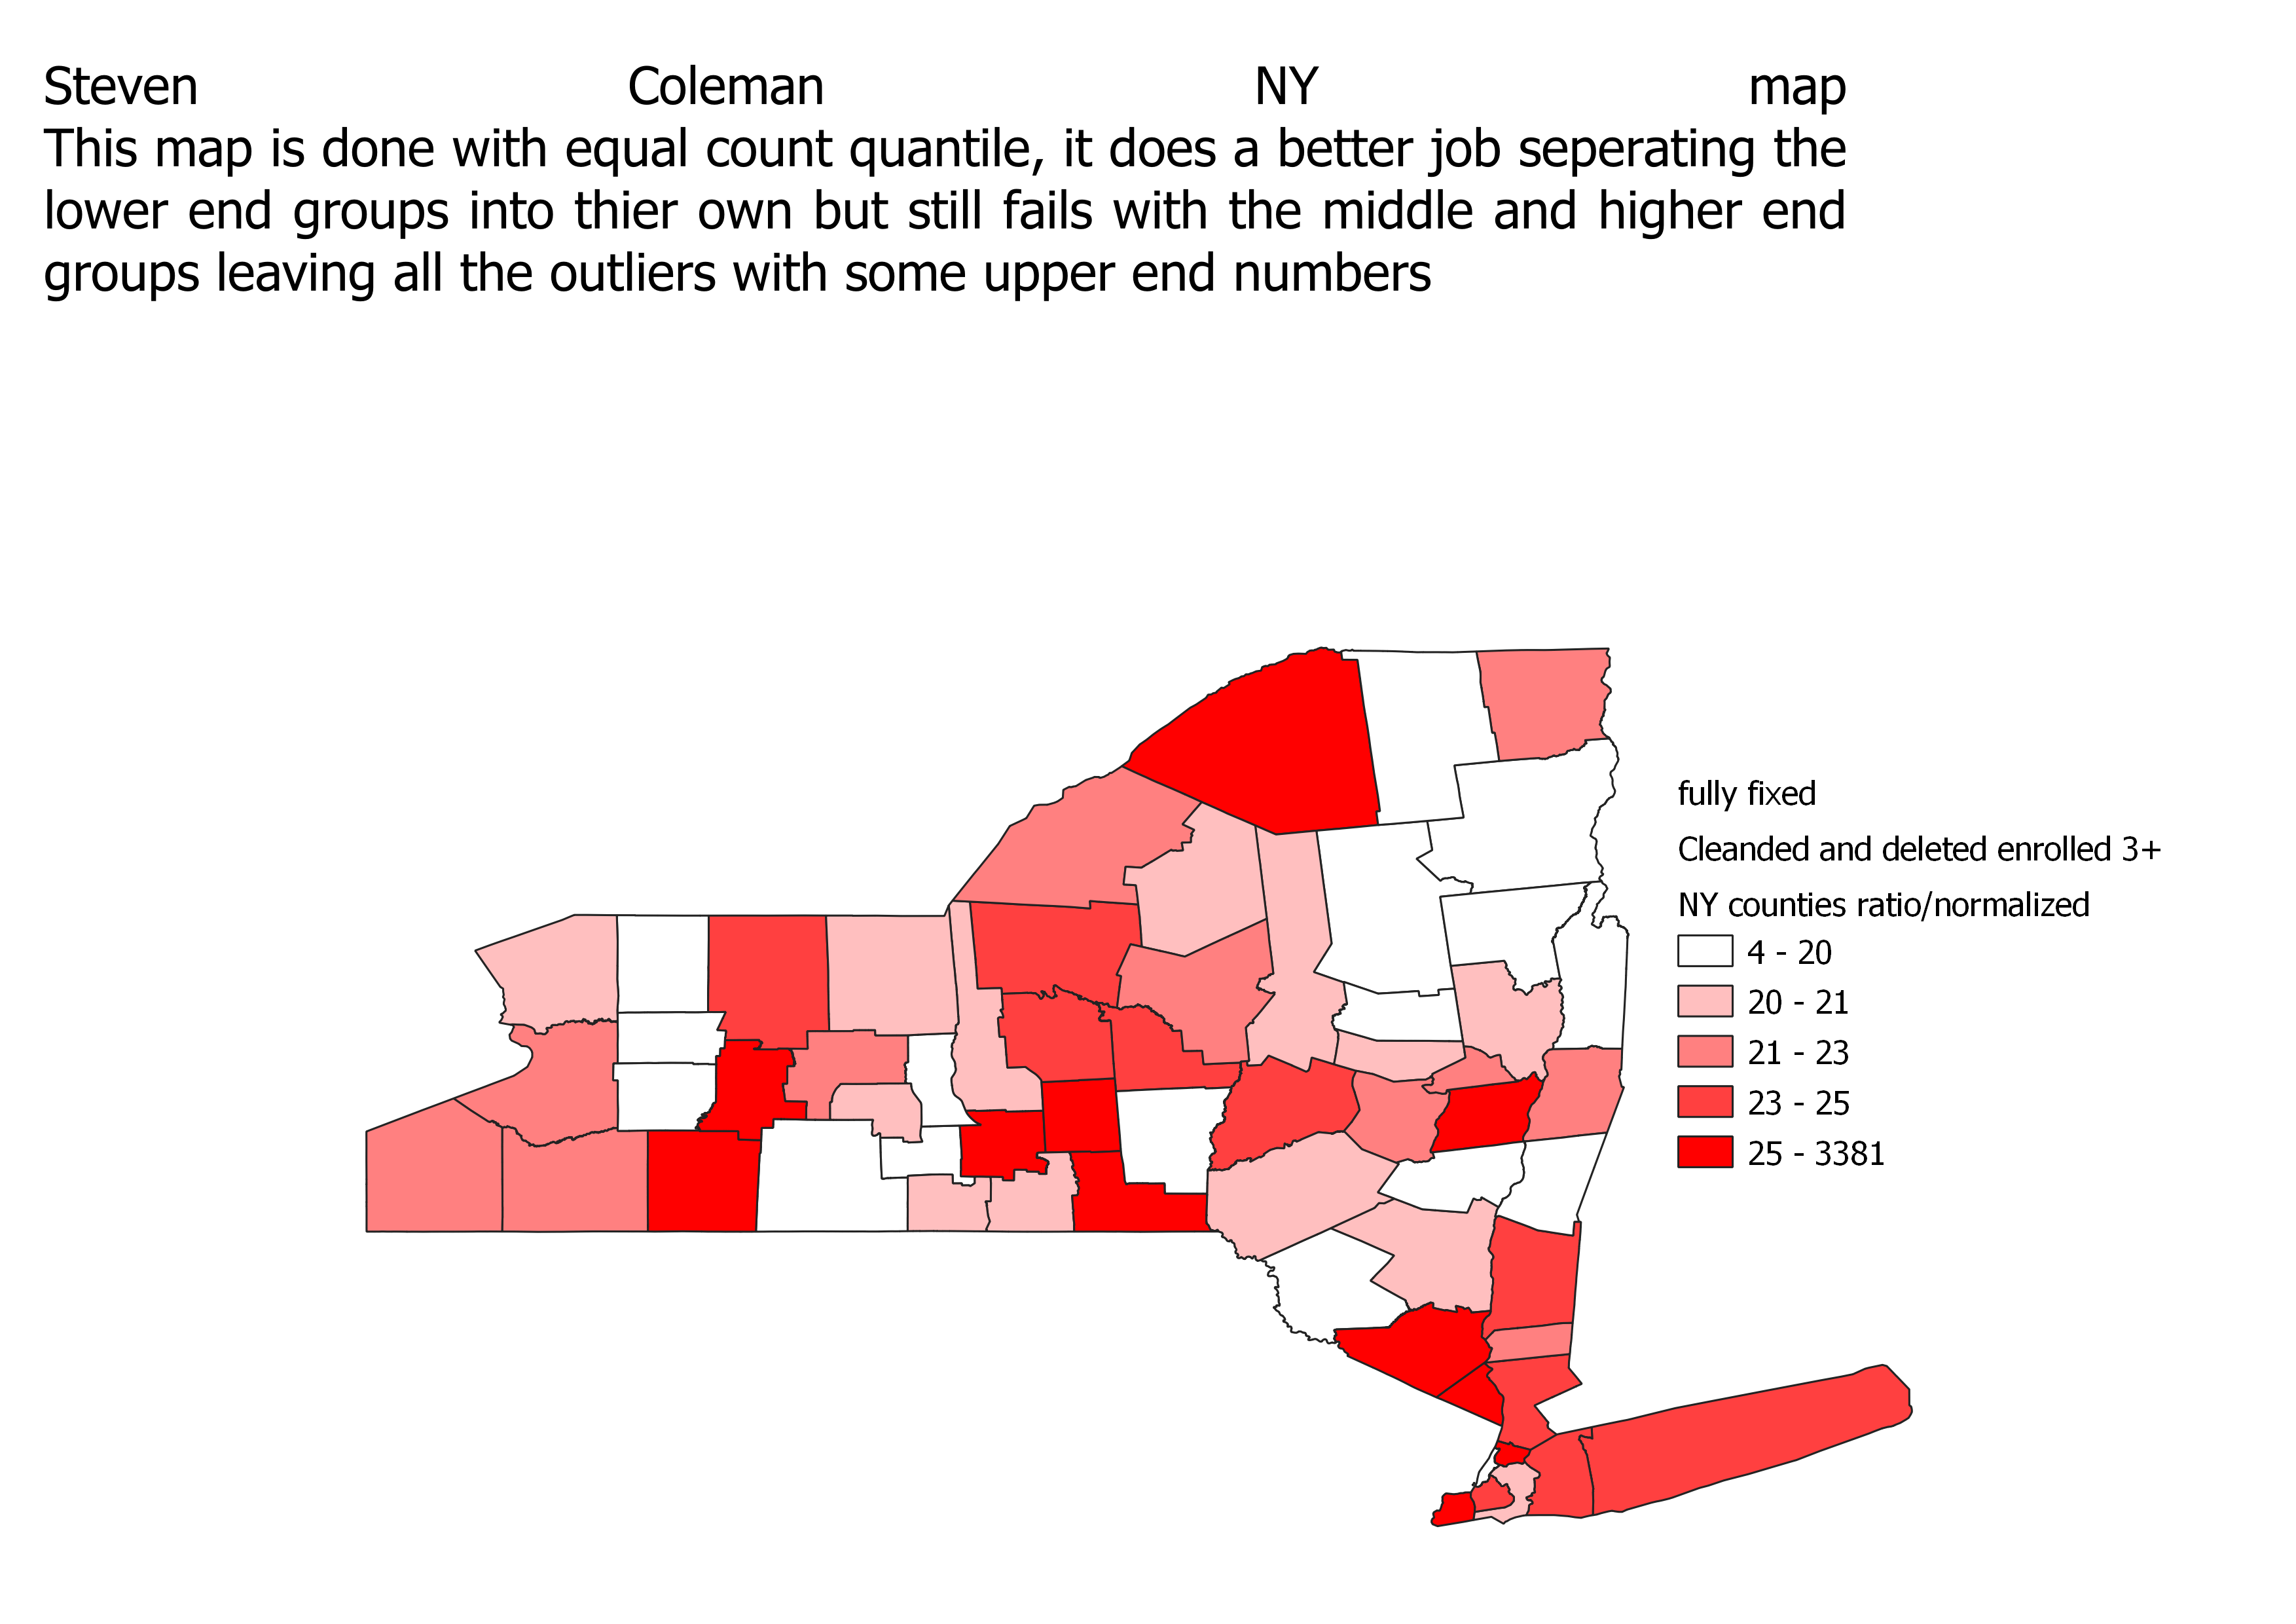 Steven Coleman NY map
This map is done with equal count quantile, it does a better job seperating the
lower end groups into thier own but still fails with the middle and higher end
groups leaving all the outliers with some upper end numbers
fully fixed
Cleanded and deleted enrolled 3+
NY counties ratio/normalized
4 - 20
20 - 21
21 - 23
23 - 25
25 - 3381